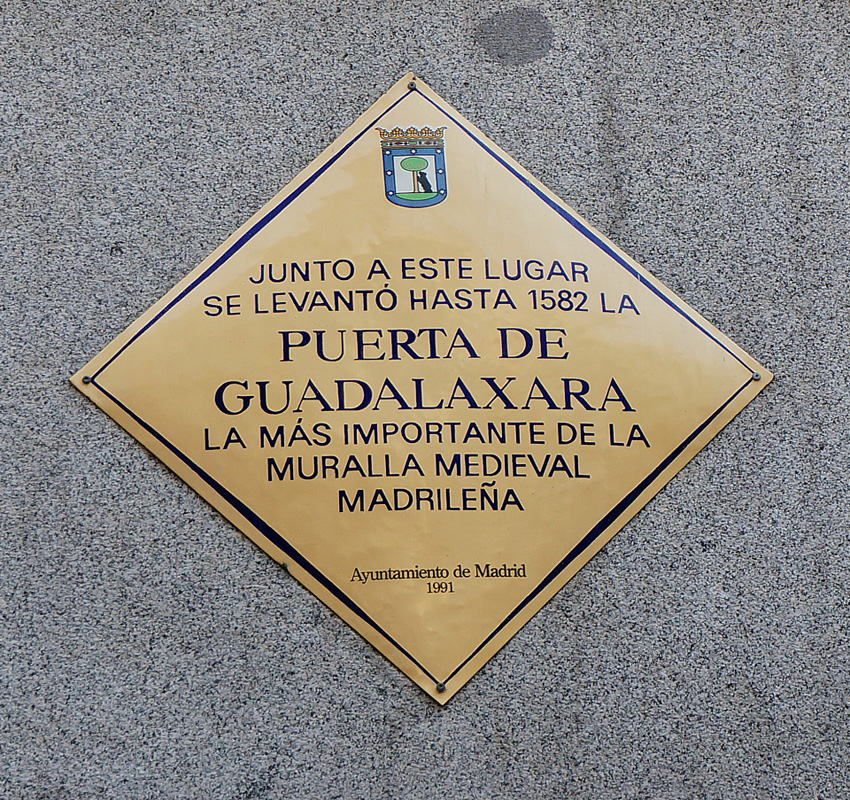 JUNTO A ESTE LUGAR
SE LEVANTÓ HASTA 1582 LA
PUERTA DE
GUADALAXARA
LA MÁS IMPORTANTE DE LA
MURALLA MEDIEVAL
MADRILEÑA
Ayuntamiento de Madrid
1991